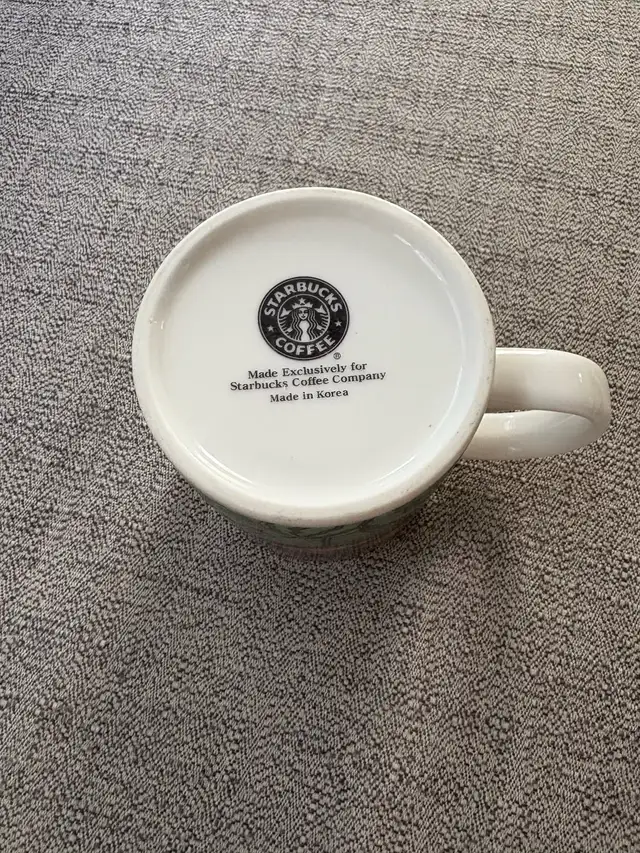 STARBUCKS
COFFEE
®
Made Exclusively for
Starbucks Coffee Company
Made in Korea